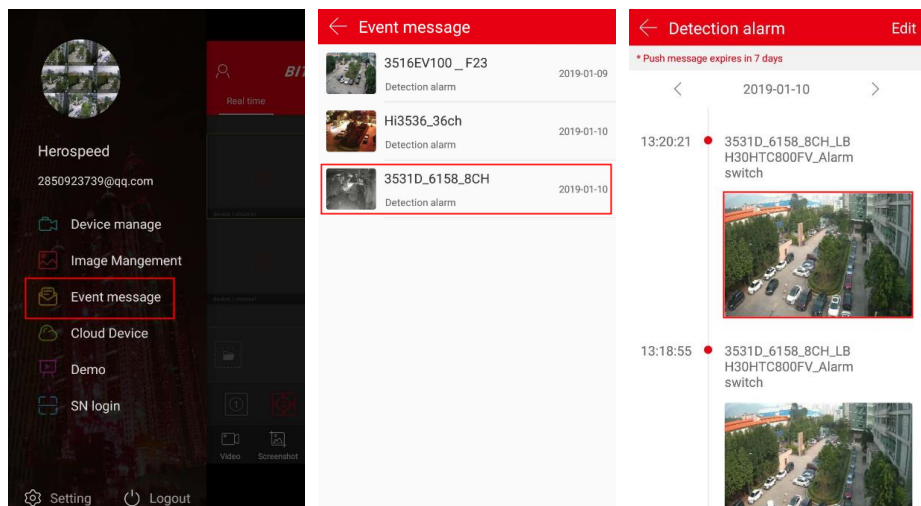 Herospeed
2850923739@qq.com
Device manage
Image Mangement
Event message
Cloud Device
Demo
SN login
Setting
Logout
BIT
Real time
Video
Screenshot
Event message
3516EV100 _ F23
Detection alarm
2019-01-09
Hi3536_36ch
Detection alarm
2019-01-10
3531D_6158_8CH
Detection alarm
2019-01-10
Detection alarm
Edit
* Push message expires in 7 days
2019-01-10
13:20:21
3531D_6158_8CH_LB
H30HTC800FV_Alarm
switch
13:18:55
3531D_6158_8CH_LB
H30HTC800FV_Alarm
switch